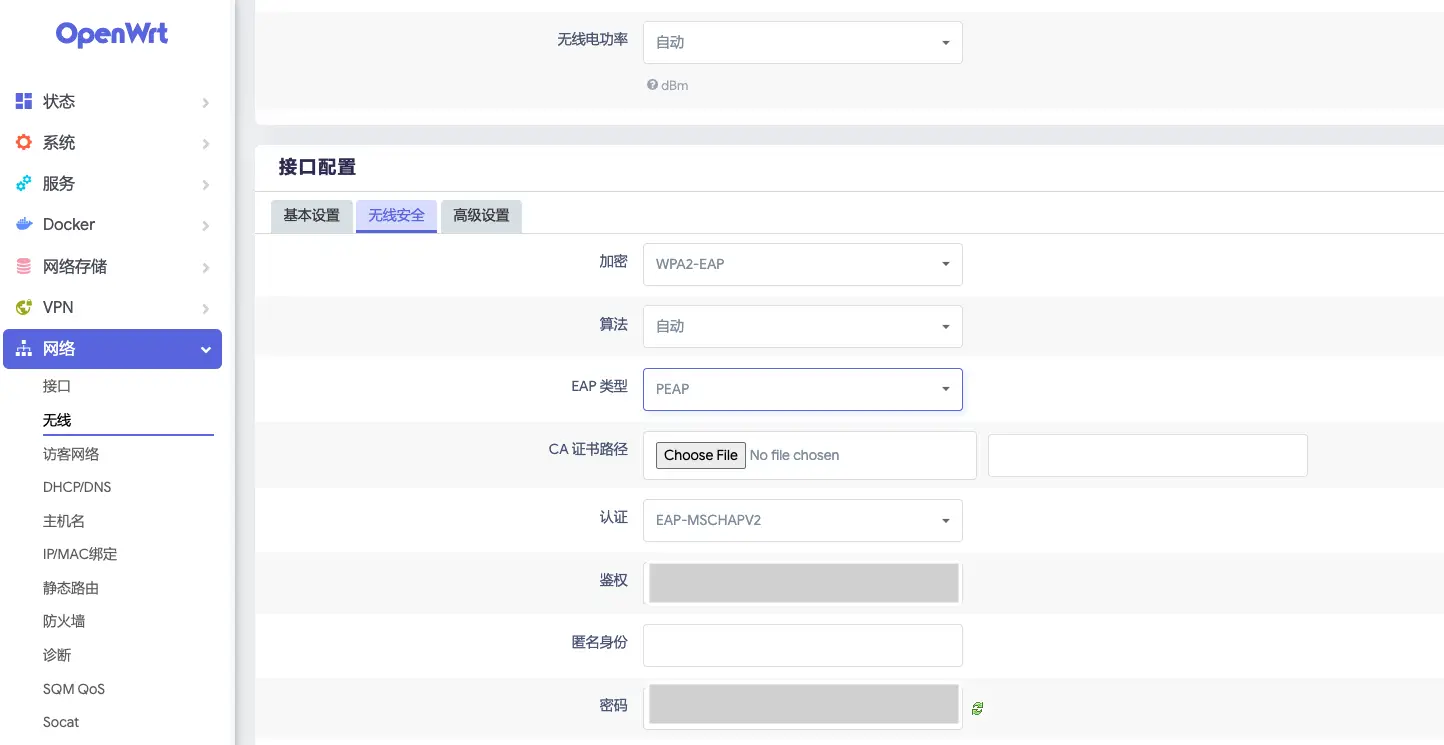 OpenWrt
状态
系统
服务
Docker
网络存储
VPN
网络
接口
无线
访客网络
DHCP/DNS
主机名
IP/MAC绑定
静态路由
防火墙
诊断
SQM QoS
Socat
无线电功率 自动
dBm
接口配置
基本设置 无线安全 高级设置
加密 WPA2-EAP
算法 自动
EAP 类型 PEAP
CA 证书路径 Choose File No file chosen
认证 EAP-MSCHAPV2
鉴权
匿名身份
密码